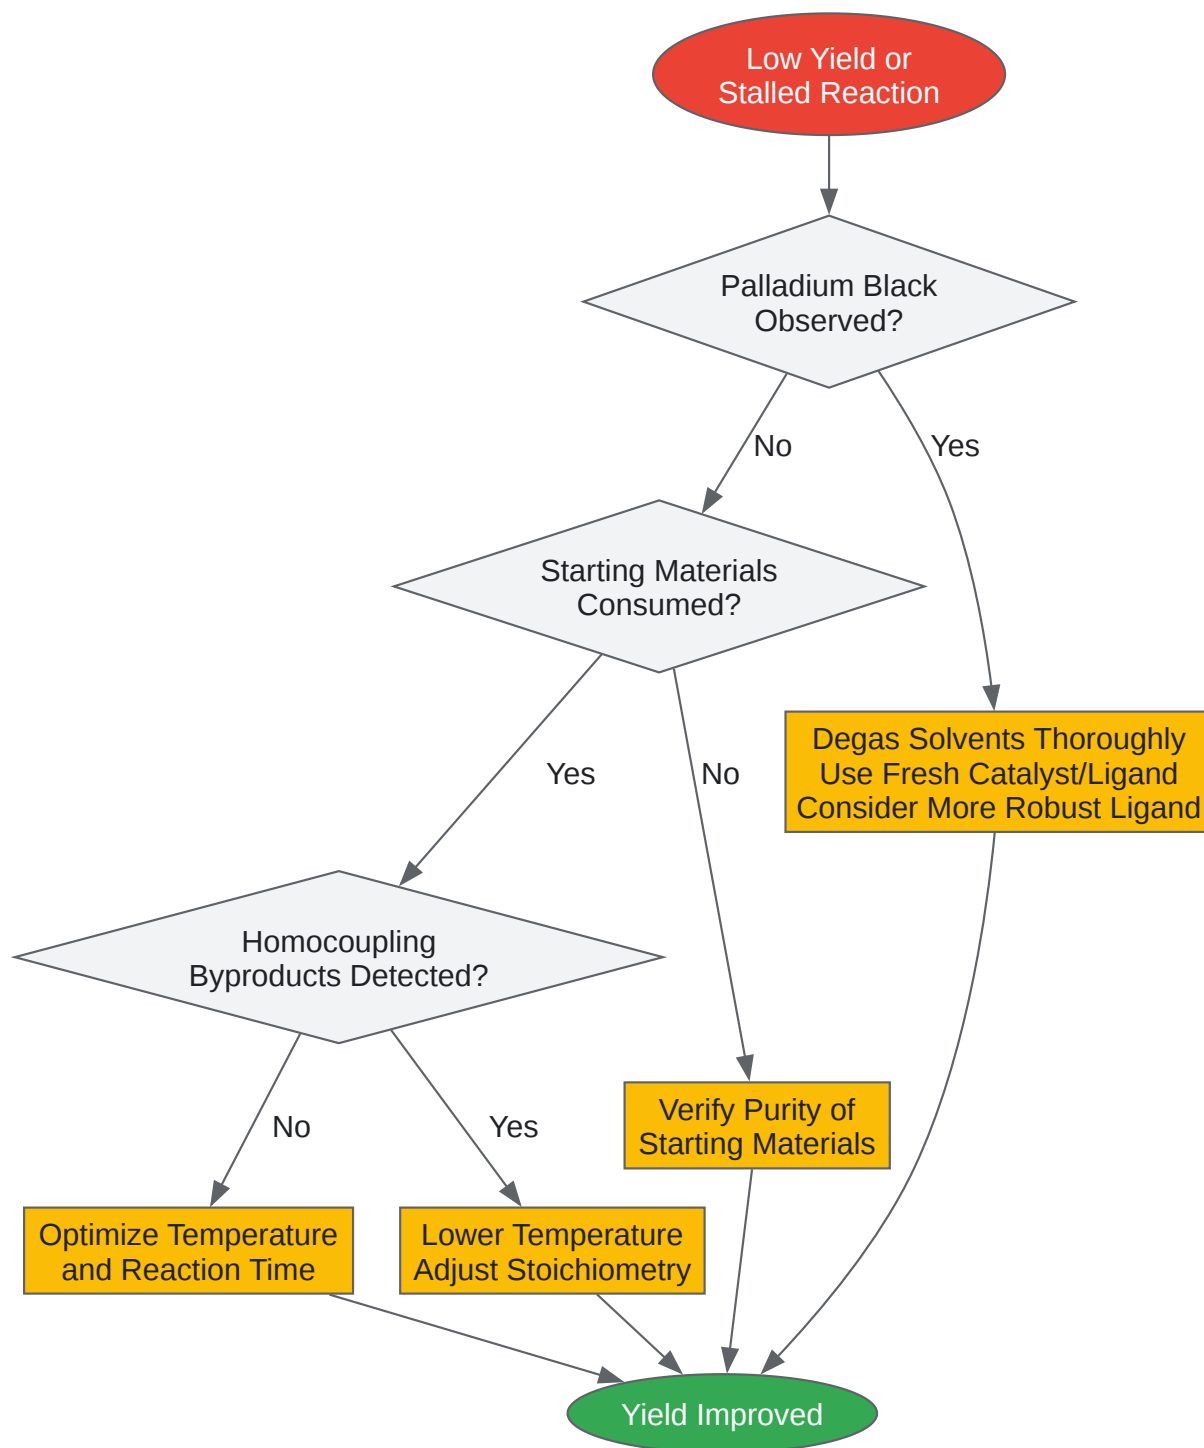 Low Yield or
Stalled Reaction
Palladium Black
Observed?
No
Yes
Starting Materials
Consumed?
Yes
No
Degas Solvents Thoroughly
Use Fresh Catalyst/Ligand
Consider More Robust Ligand
Homocoupling
Byproducts Detected?
No
Yes
Verify Purity of
Starting Materials
Optimize Temperature
and Reaction Time
Lower Temperature
Adjust Stoichiometry
Yield Improved